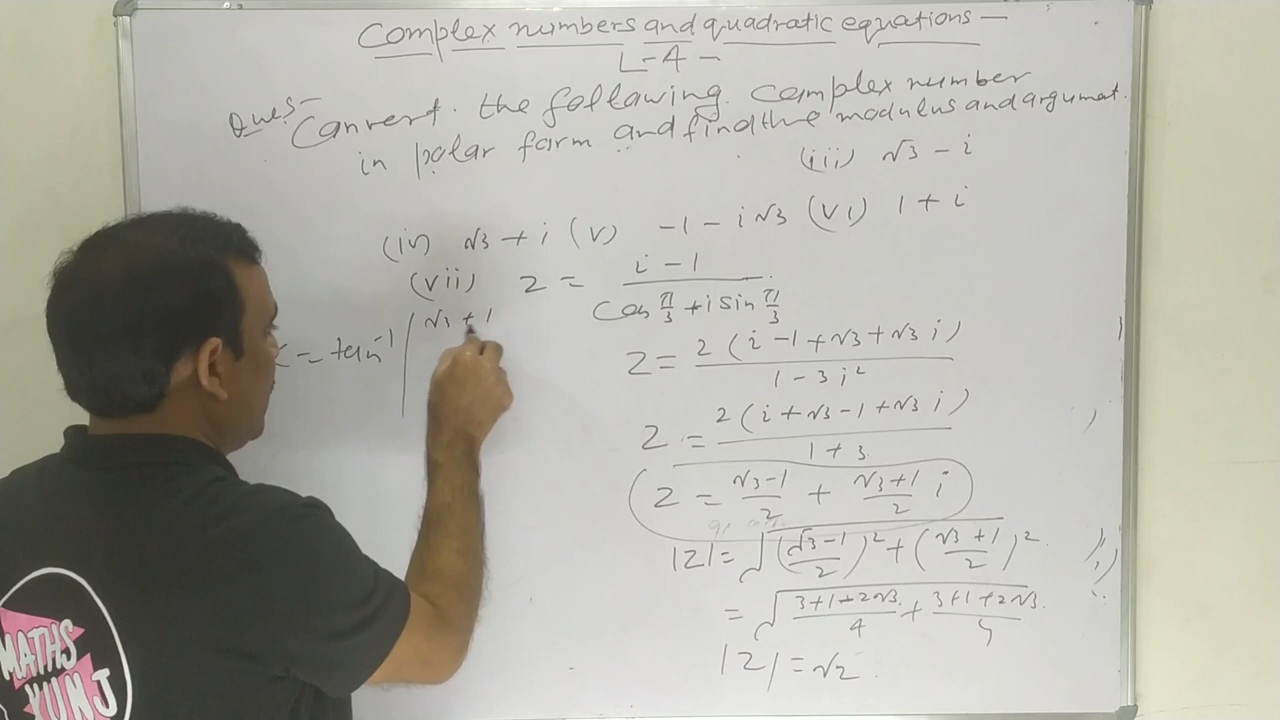 Complex numbers and quadratic equations —
L-4 -
Ques- Convert the following complex number
in polar form and find the modulus and argument.
(iii) √3 - i
(iv) √3 + i (v) -1 - i√3 (VI) 1 + i
(vii) z = (i - 1)/(cos π/3 + i sin π/3)
= tan⁻¹ | √3 + 1
z = 2(i - 1 + √3 + √3 i)/(1 - 3i²)
z = 2(i + √3 - 1 + √3 i)/(1 + 3)
z = (√3-1)/2 + (√3+1)/2 i
|z| = √(((√3-1)/2)² + ((√3+1)/2)²)
= √((3+1-2√3)/4 + (3+1+2√3)/4)
|z| = √2.
MATHS
KUNJ